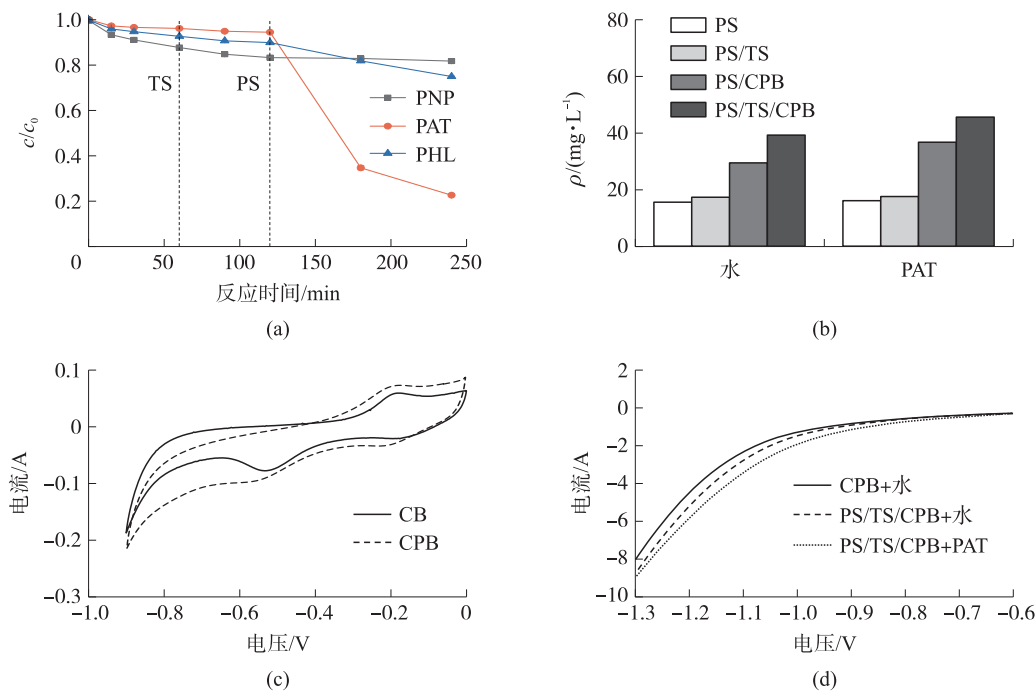 1.0
0.8
0.6
0.4
0.2
c/c₀
TS
PS
PNP
PAT
PHL
0
50
100
150
200
250
反应时间/min
(a)
80
60
40
20
0
ρ/(mg•L⁻¹)
PS
PS/TS
PS/CPB
PS/TS/CPB
水
PAT
(b)
0.1
0
−0.1
−0.2
−0.3
电流/A
CB
CPB
−1.0
−0.8
−0.6
−0.4
−0.2
0
电压/V
(c)
2
0
−2
−4
−6
−8
−10
电流/A
CPB+水
PS/TS/CPB+水
PS/TS/CPB+PAT
−1.3
−1.2
−1.1
−1.0
−0.9
−0.8
−0.7
−0.6
电压/V
(d)